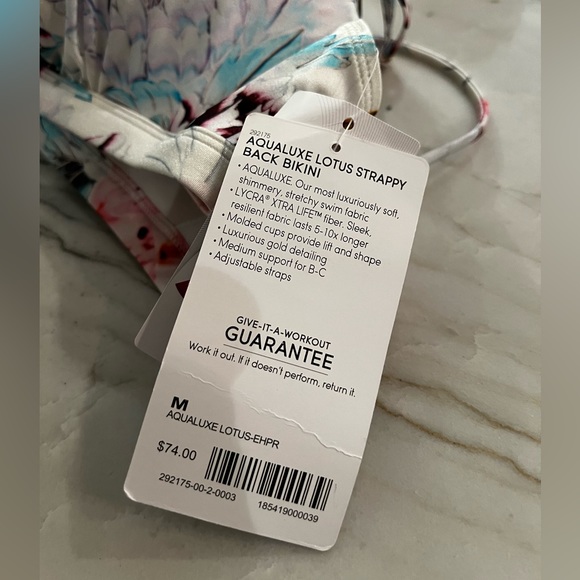 292175
AQUALUXE LOTUS STRAPPY
BACK BIKINI
• AQUALUXE. Our most luxuriously soft,
shimmery, stretchy swim fabric
• LYCRA® XTRA LIFE™ fiber. Sleek,
resilient fabric lasts 5-10x longer
• Molded cups provide lift and shape
• Luxurious gold detailing
• Medium support for B-C
• Adjustable straps
GIVE-IT-A-WORKOUT
GUARANTEE
Work it out. If it doesn't perform, return it.
M
AQUALUXE LOTUS-EHPR
$74.00
292175-00-2-0003
185419000039